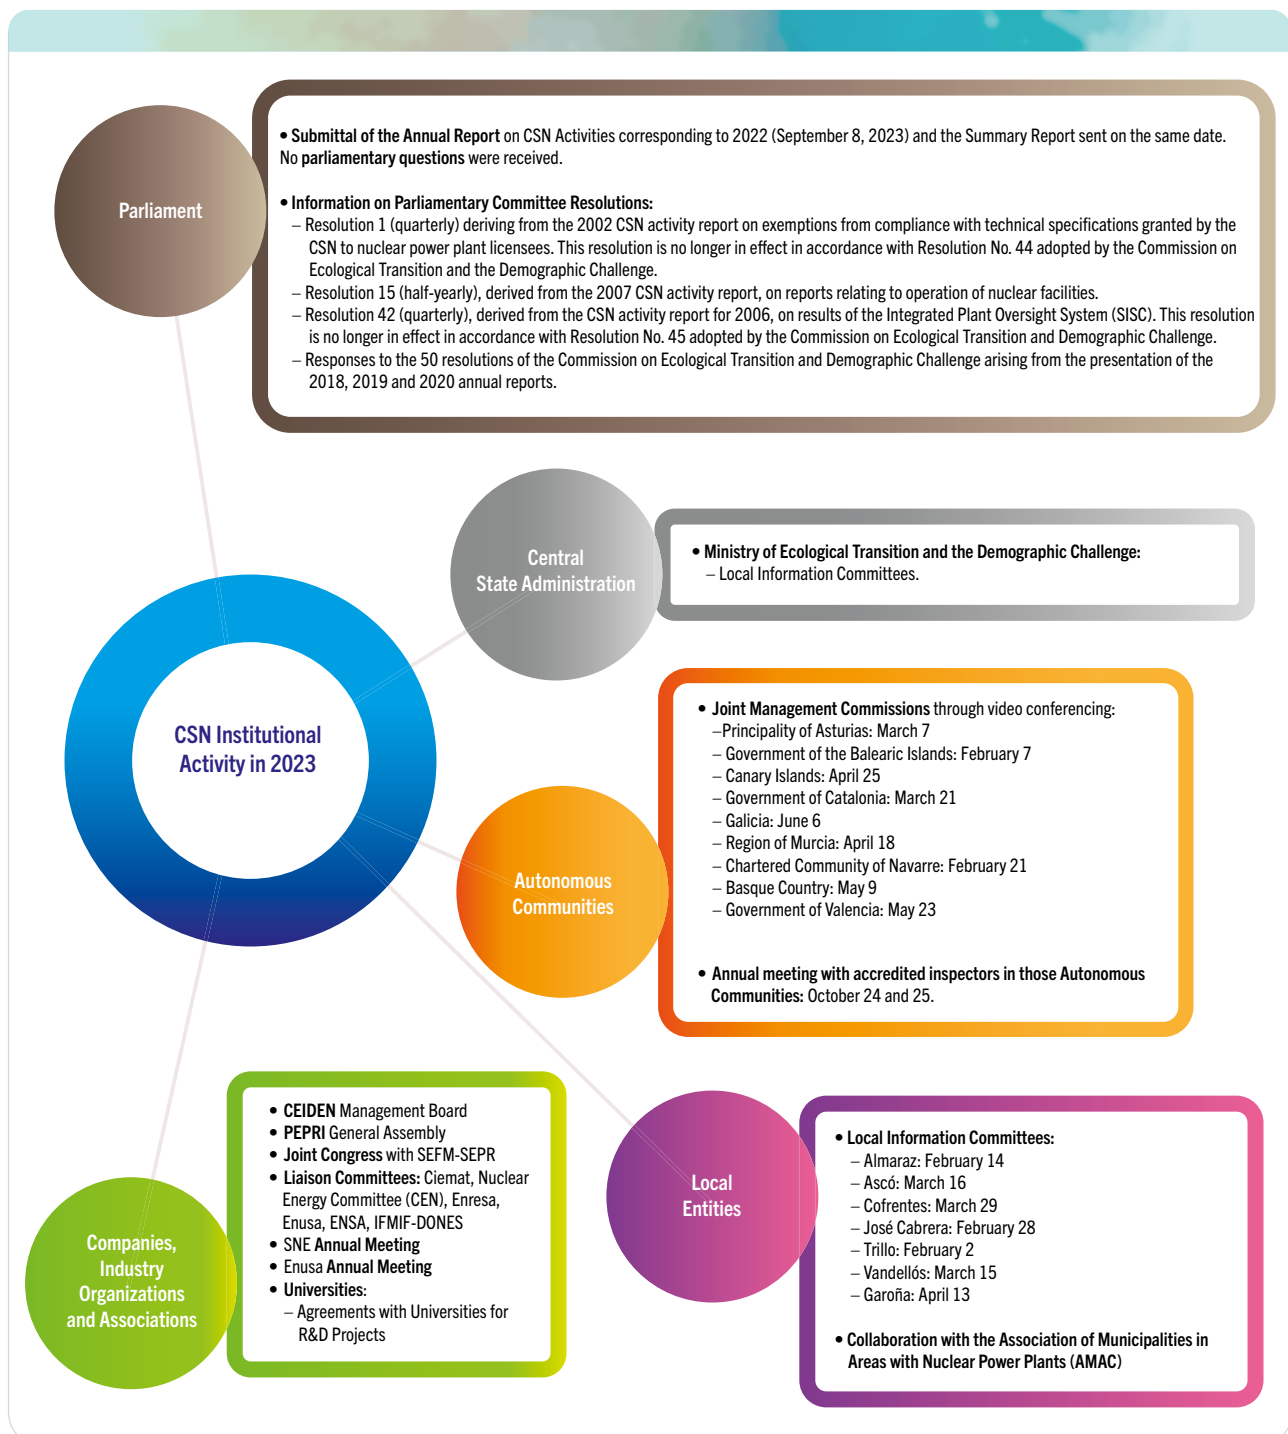 Parliament
• Submittal of the Annual Report on CSN Activities corresponding to 2022 (September 8, 2023) and the Summary Report sent on the same date.
No parliamentary questions were received.
• Information on Parliamentary Committee Resolutions:
– Resolution 1 (quarterly) deriving from the 2002 CSN activity report on exemptions from compliance with technical specifications granted by the
CSN to nuclear power plant licensees. This resolution is no longer in effect in accordance with Resolution No. 44 adopted by the Commission on
Ecological Transition and the Demographic Challenge.
– Resolution 15 (half-yearly), derived from the 2007 CSN activity report, on reports relating to operation of nuclear facilities.
– Resolution 42 (quarterly), derived from the CSN activity report for 2006, on results of the Integrated Plant Oversight System (SISC). This resolution
is no longer in effect in accordance with Resolution No. 45 adopted by the Commission on Ecological Transition and Demographic Challenge.
– Responses to the 50 resolutions of the Commission on Ecological Transition and Demographic Challenge arising from the presentation of the
2018, 2019 and 2020 annual reports.
Central
State Administration
• Ministry of Ecological Transition and the Demographic Challenge:
– Local Information Committees.
CSN Institutional
Activity in 2023
Autonomous
Communities
• Joint Management Commissions through video conferencing:
–Principality of Asturias: March 7
– Government of the Balearic Islands: February 7
– Canary Islands: April 25
– Government of Catalonia: March 21
– Galicia: June 6
– Region of Murcia: April 18
– Chartered Community of Navarre: February 21
– Basque Country: May 9
– Government of Valencia: May 23
• Annual meeting with accredited inspectors in those Autonomous
Communities: October 24 and 25.
Companies,
Industry
Organizations
and Associations
• CEIDEN Management Board
• PEPRI General Assembly
• Joint Congress with SEFM-SEPR
• Liaison Committees: Ciemat, Nuclear
Energy Committee (CEN), Enresa,
Enusa, ENSA, IFMIF-DONES
• SNE Annual Meeting
• Enusa Annual Meeting
• Universities:
– Agreements with Universities for
R&D Projects
Local
Entities
• Local Information Committees:
– Almaraz: February 14
– Ascó: March 16
– Cofrentes: March 29
– José Cabrera: February 28
– Trillo: February 2
– Vandellós: March 15
– Garoña: April 13
• Collaboration with the Association of Municipalities in
Areas with Nuclear Power Plants (AMAC)